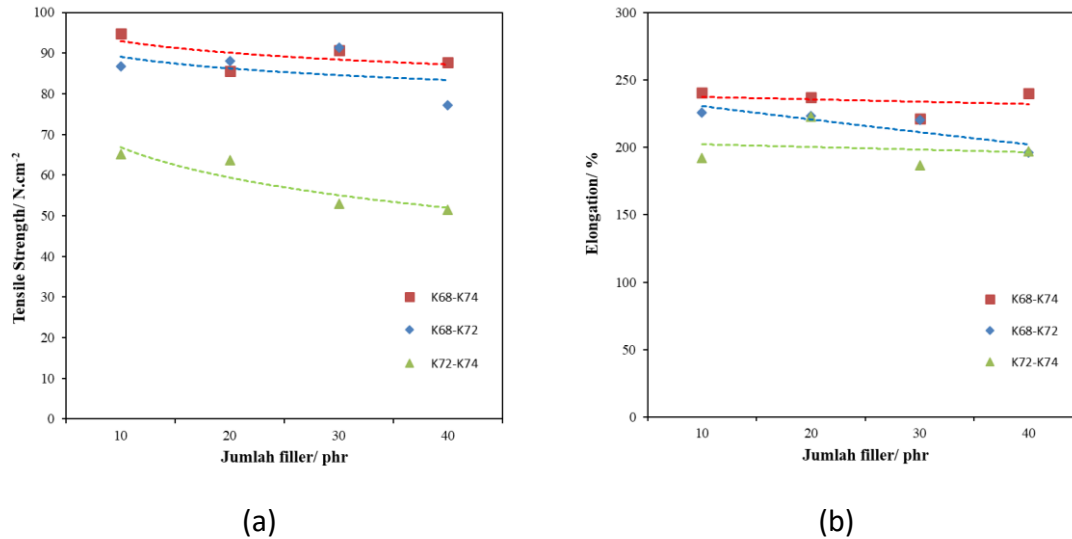 100
90
80
70
60
50
40
30
20
10
0
Tensile Strength/ N.cm⁻²
K68-K74
K68-K72
K72-K74
10 20 30 40
Jumlah filler/ phr
(a)
300
250
200
150
100
50
0
Elongation/ %
K68-K74
K68-K72
K72-K74
10 20 30 40
Jumlah filler/ phr
(b)